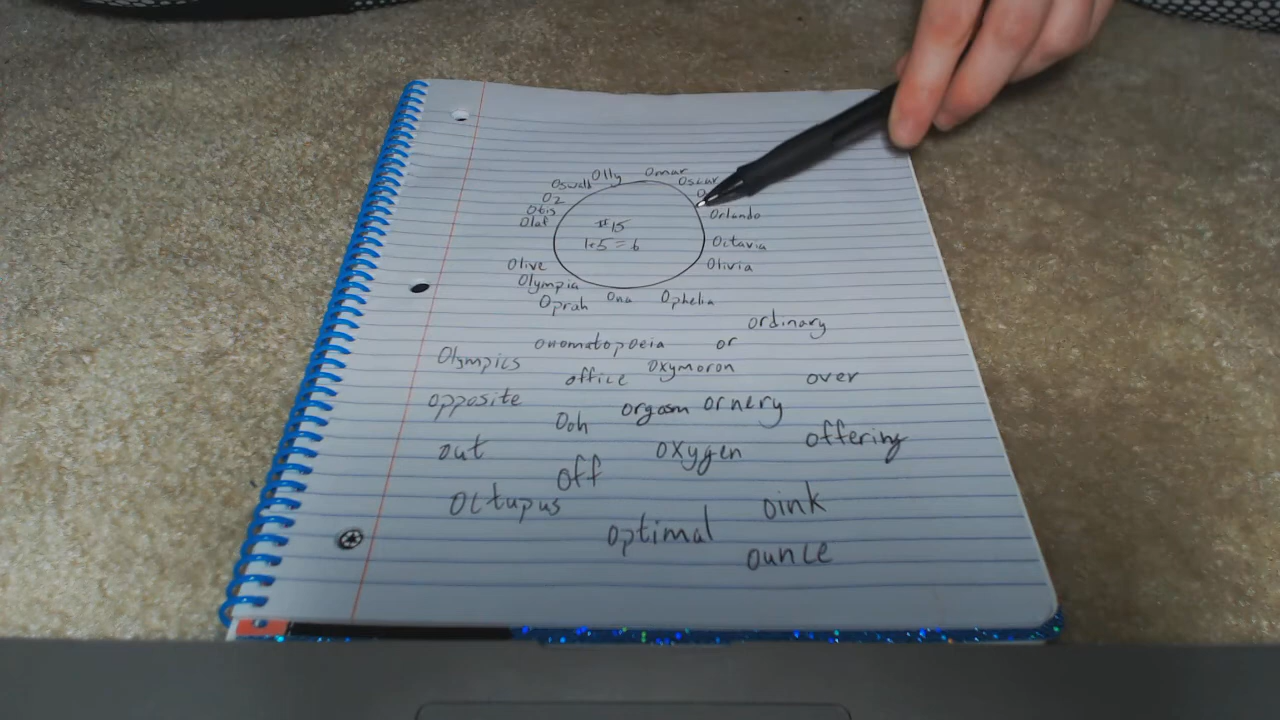 Olly Omar
Oswald Oscar
Oz
Otis Orlando
Olaf
#15
1+5=6 Octavia
Olive Olivia
Olympia
Oprah Ona Ophelia
ordinary
onomatopoeia or
Olympics oxymoron
office over
opposite orgasm ornery
Ooh offering
out oxygen
off
Octupus oink
optimal
ounce